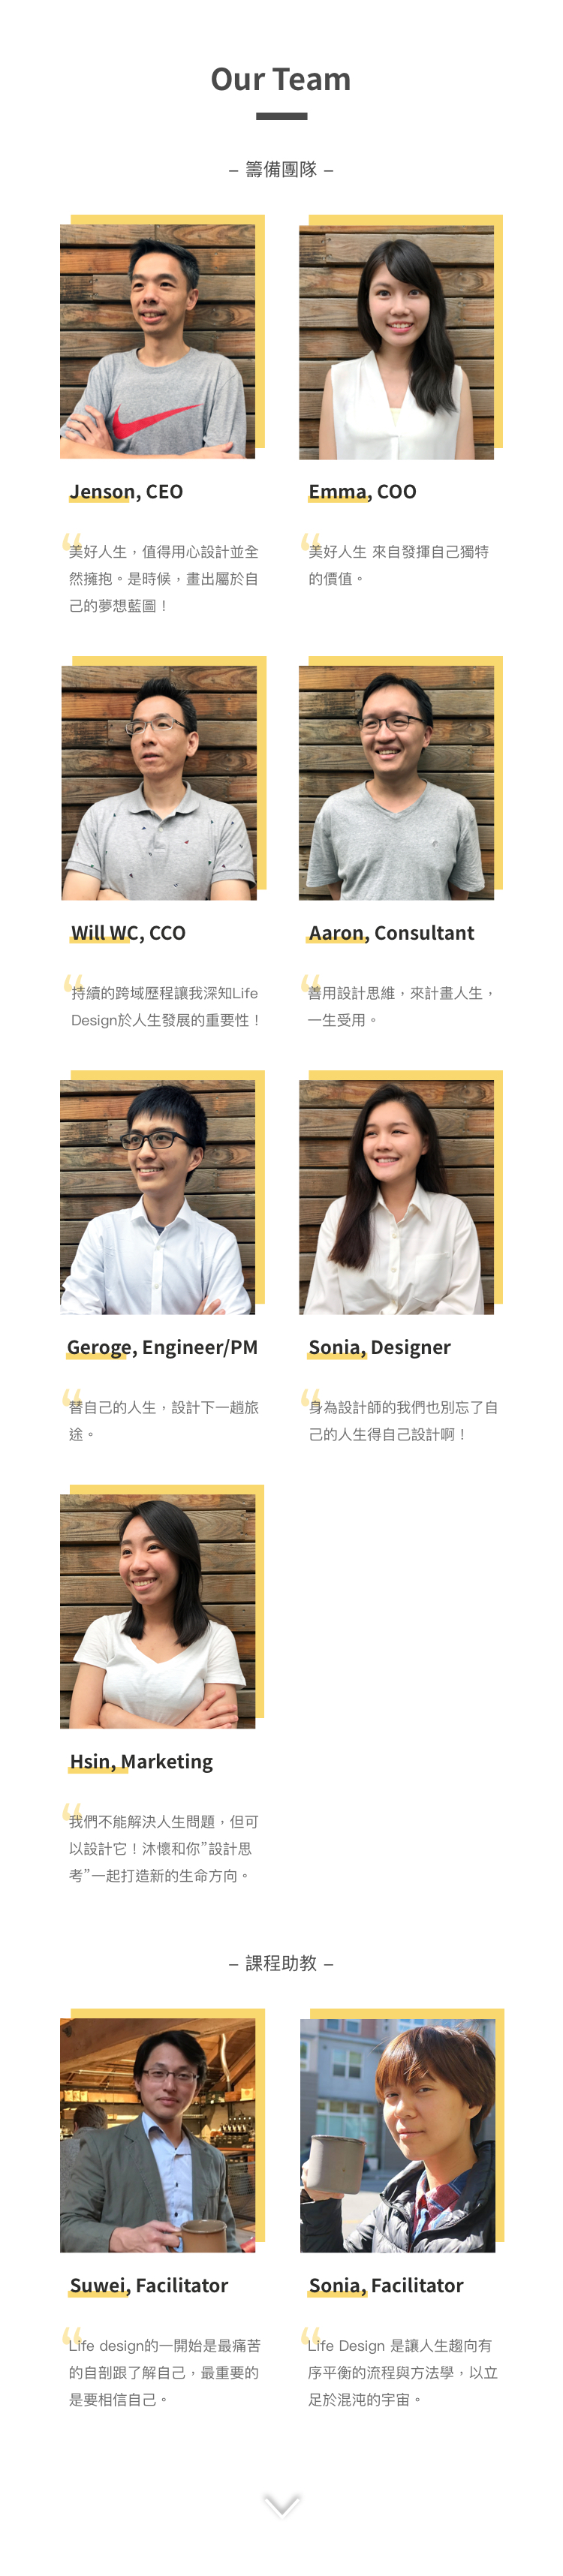 Our Team
– 籌備團隊 –
Jenson, CEO
Emma, COO
美好人生，值得用心設計並全
然擁抱。是時候，畫出屬於自
己的夢想藍圖！
美好人生 來自發揮自己獨特
的價值。
Will WC, CCO
Aaron, Consultant
持續的跨域歷程讓我深知Life
Design於人生發展的重要性！
善用設計思維，來計畫人生，
一生受用。
Geroge, Engineer/PM
Sonia, Designer
替自己的人生，設計下一趟旅
途。
身為設計師的我們也別忘了自
己的人生得自己設計啊！
Hsin, Marketing
我們不能解決人生問題，但可
以設計它！沐懷和你”設計思
考”一起打造新的生命方向。
– 課程助教 –
Suwei, Facilitator
Sonia, Facilitator
Life design的一開始是最痛苦
的自剖跟了解自己，最重要的
是要相信自己。
Life Design 是讓人生趨向有
序平衡的流程與方法學，以立
足於混沌的宇宙。